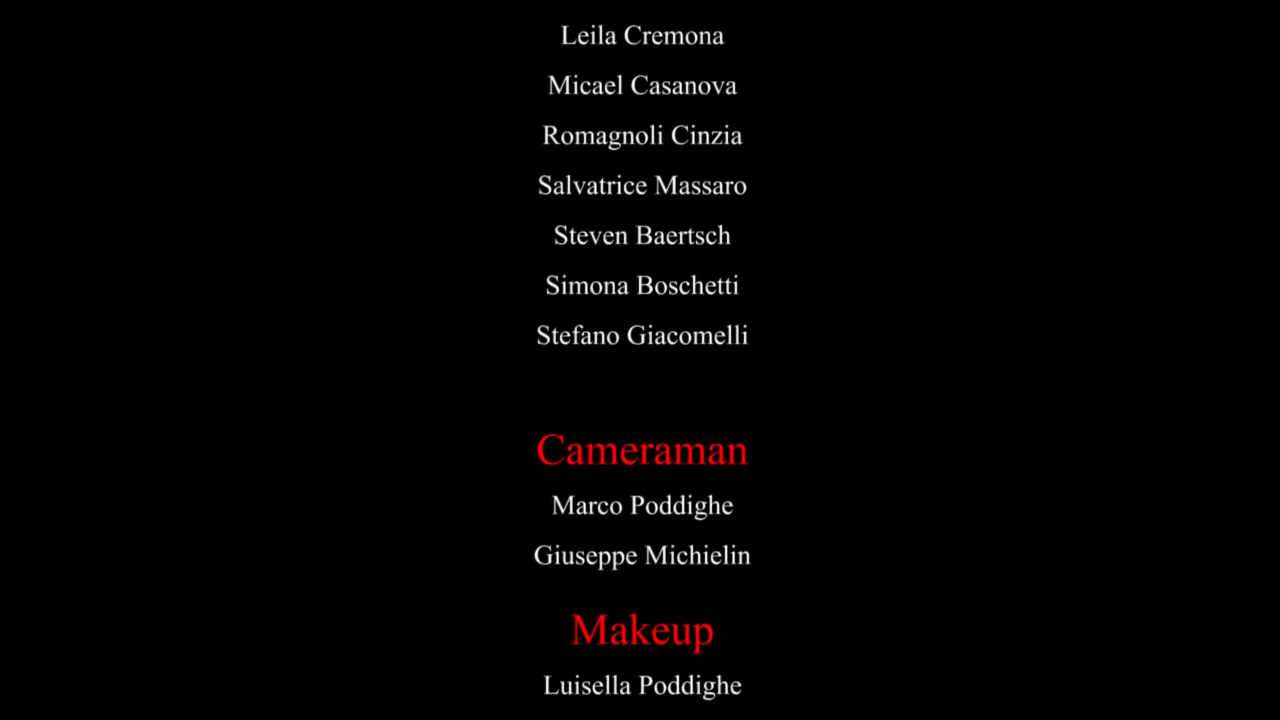 Leila Cremona
Micael Casanova
Romagnoli Cinzia
Salvatrice Massaro
Steven Baertsch
Simona Boschetti
Stefano Giacomelli
Cameraman
Marco Poddighe
Giuseppe Michielin
Makeup
Luisella Poddighe